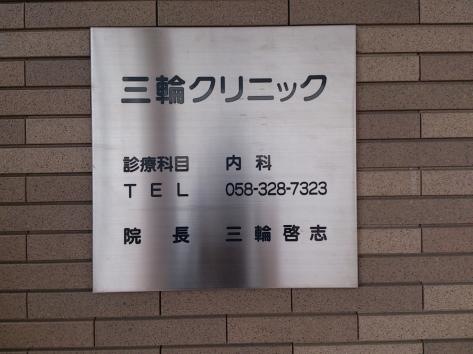 三輪クリニック
診療科目 内科
TEL 058-328-7323
院長 三輪啓志